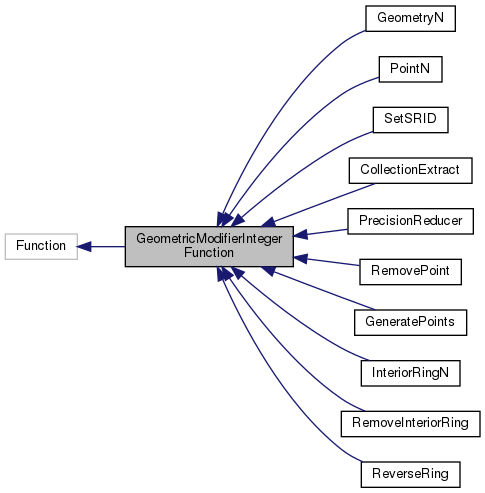 GeometryN
PointN
SetSRID
CollectionExtract
PrecisionReducer
Function
GeometricModifierInteger
Function
RemovePoint
GeneratePoints
InteriorRingN
RemoveInteriorRing
ReverseRing